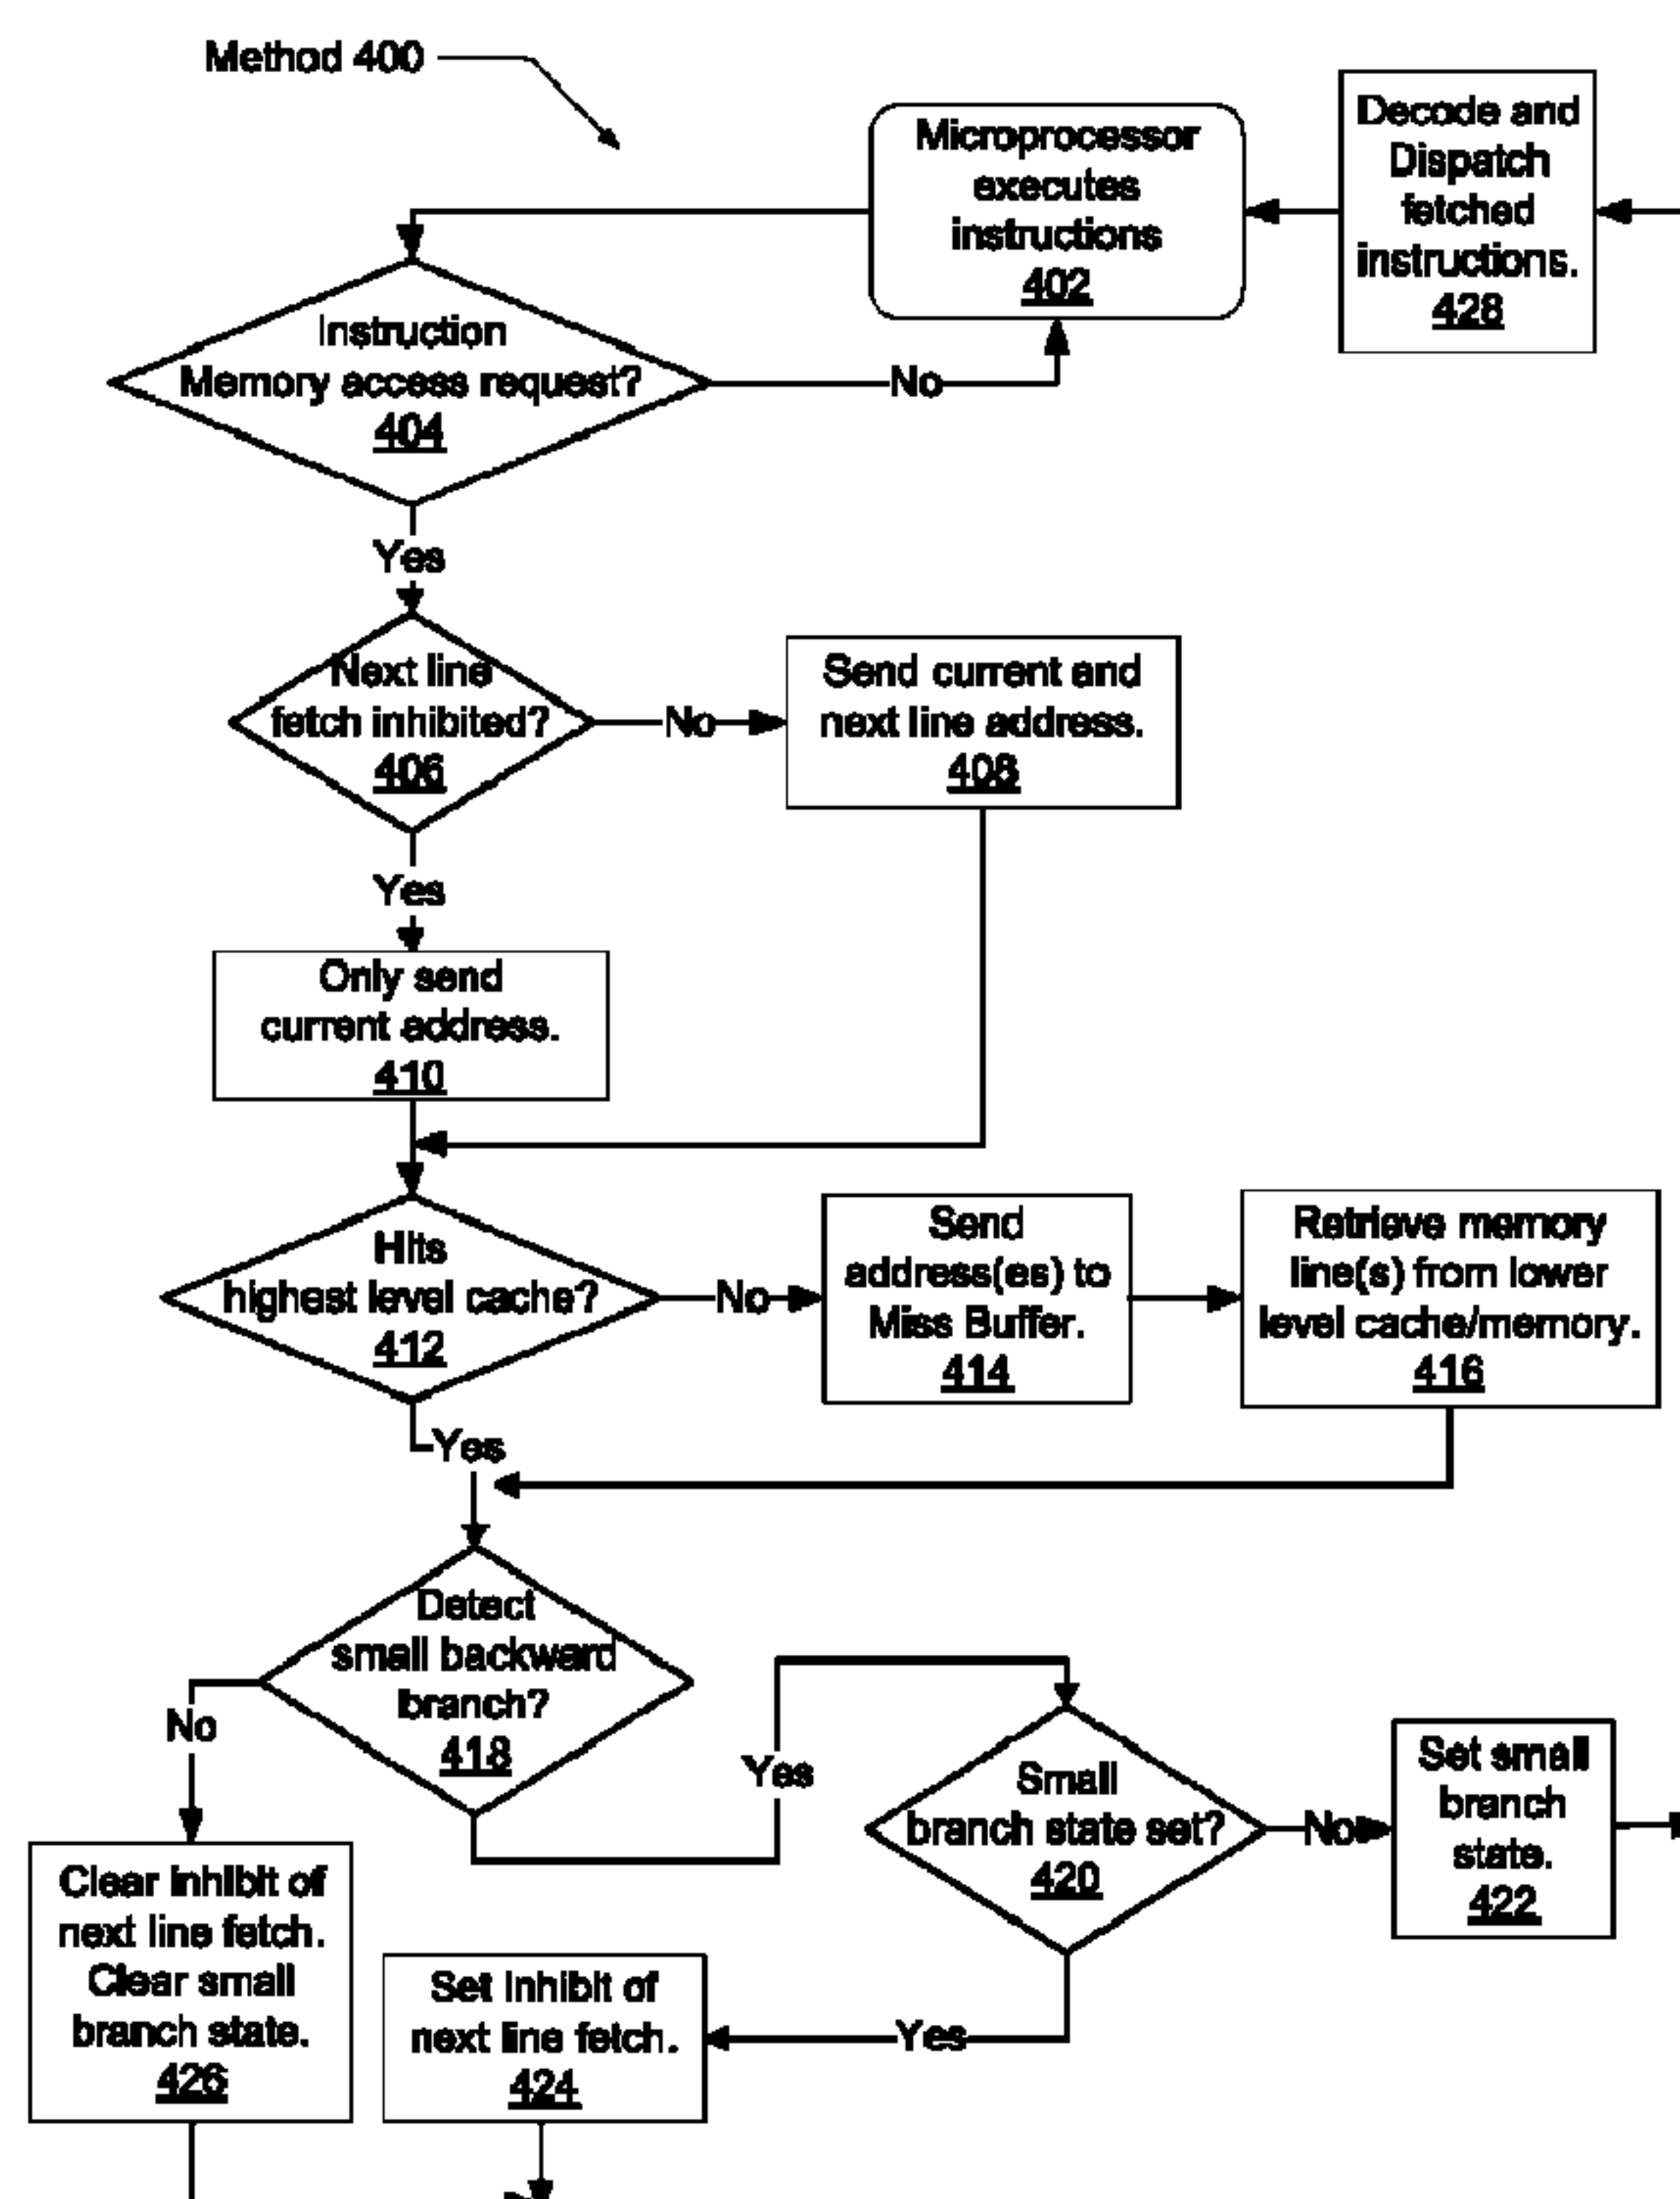 Method 400
Microprocessor
executes
instructions
402
Decode and
Dispatch
fetched
instructions.
428
Instruction
Memory access request?
404
No
Yes
Next line
fetch inhibited?
406
No
Send current and
next line address.
408
Yes
Only send
current address.
410
Hits
highest level cache?
412
No
Send
address(es) to
Miss Buffer.
414
Retrieve memory
line(s) from lower
level cache/memory.
416
Yes
Detect
small backward
branch?
418
No
Yes
Small
branch state set?
420
No
Set small
branch
state.
422
Clear inhibit of
next line fetch.
Clear small
branch state.
426
Set inhibit of
next line fetch.
424
Yes